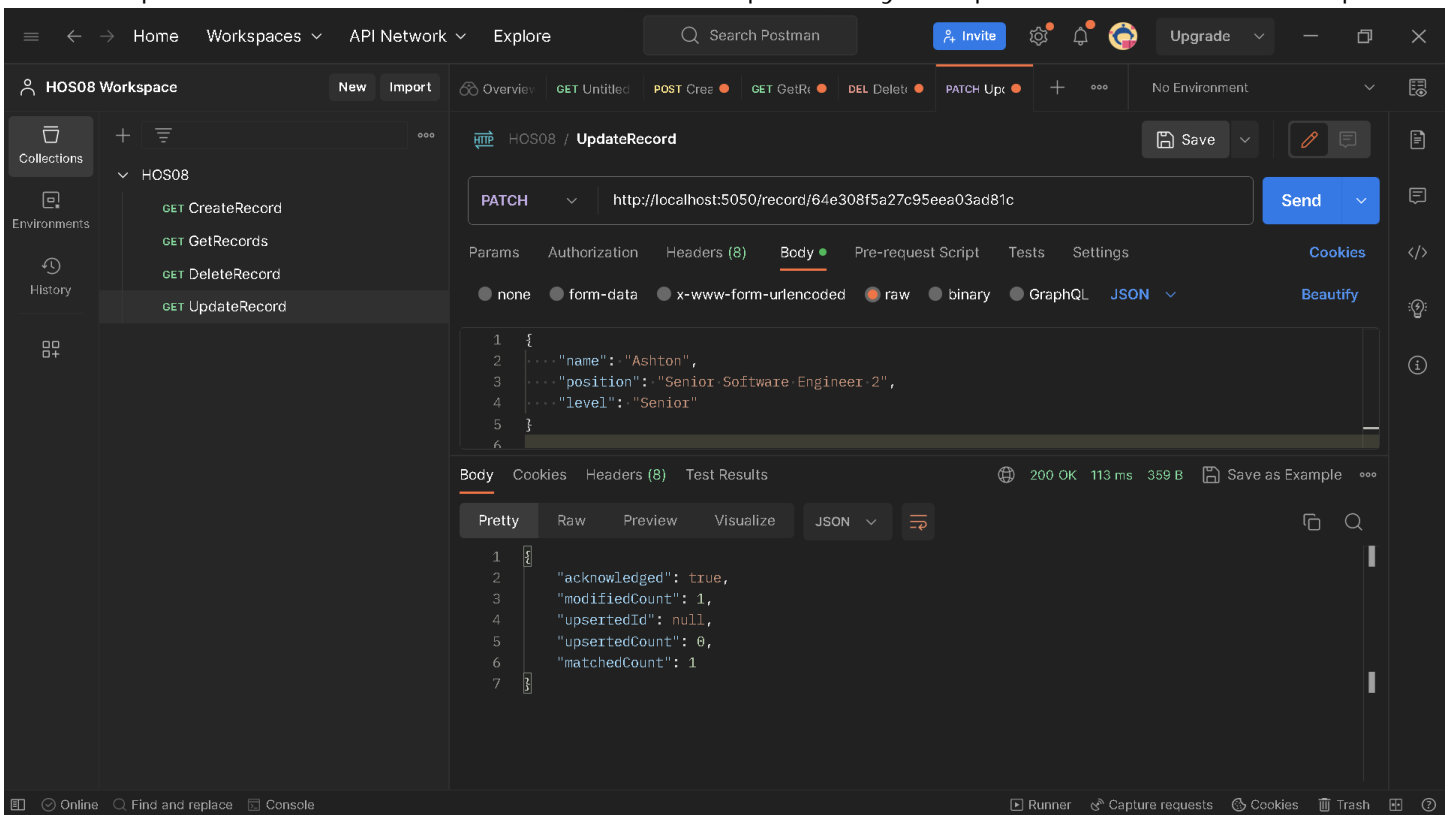 Home Workspaces API Network Explore Search Postman Invite Upgrade
HOS08 Workspace New Import Overview GET Untitled POST Crea GET GetRe DEL Delete PATCH Upd No Environment
Collections
HOS08 / UpdateRecord Save
HOS08
PATCH http://localhost:5050/record/64e308f5a27c95eea03ad81c Send
Environments
GET CreateRecord
GET GetRecords
GET DeleteRecord
GET UpdateRecord
History
Params Authorization Headers (8) Body Pre-request Script Tests Settings Cookies
none form-data x-www-form-urlencoded raw binary GraphQL JSON Beautify
1 {
2 "name": "Ashton",
3 "position": "Senior Software Engineer 2",
4 "level": "Senior"
5 }
6
Body Cookies Headers (8) Test Results 200 OK 113 ms 359 B Save as Example
Pretty Raw Preview Visualize JSON
1 {
2 "acknowledged": true,
3 "modifiedCount": 1,
4 "upsertedId": null,
5 "upsertedCount": 0,
6 "matchedCount": 1
7 }
Online Find and replace Console Runner Capture requests Cookies Trash